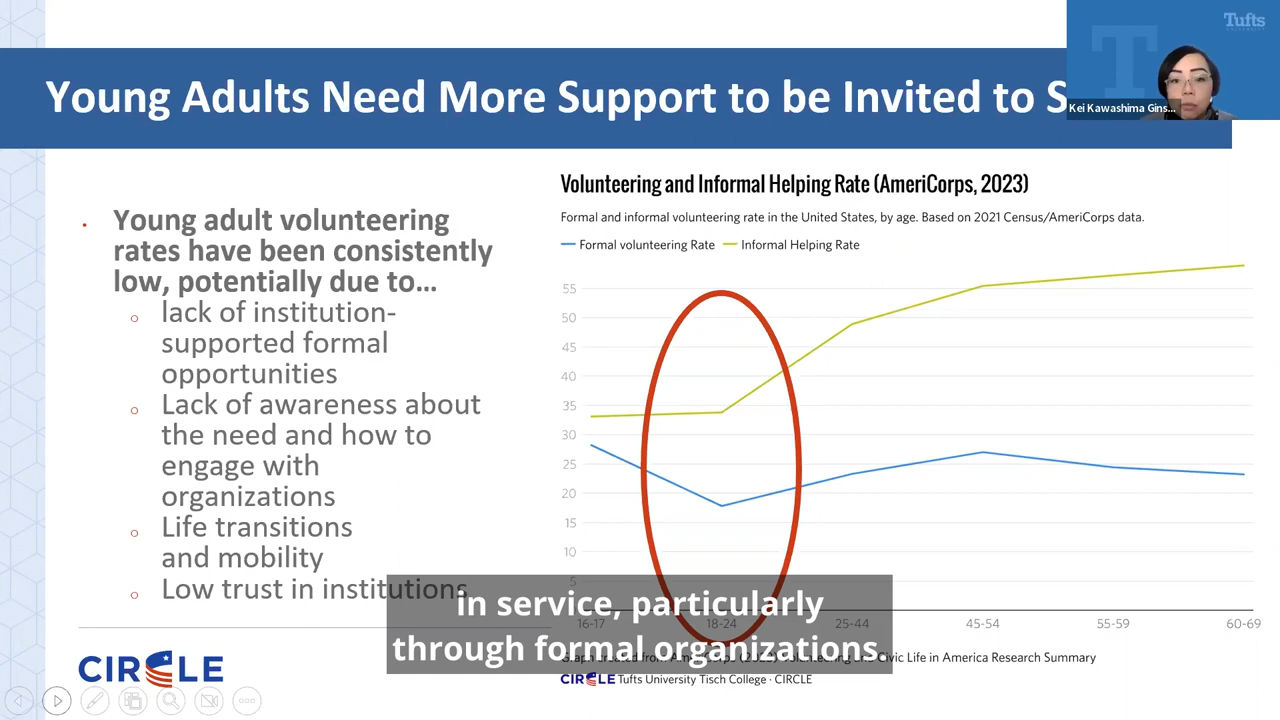 Tufts
UNIVERSITY
T
Young Adults Need More Support to be Invited to S
Kei Kawashima Gins...
• Young adult volunteering
rates have been consistently
low, potentially due to…
o lack of institution-
supported formal
opportunities
o Lack of awareness about
the need and how to
engage with
organizations
o Life transitions
and mobility
o Low trust in institutions
Volunteering and Informal Helping Rate (AmeriCorps, 2023)
Formal and informal volunteering rate in the United States, by age. Based on 2021 Census/AmeriCorps data.
Formal volunteering Rate Informal Helping Rate
55
50
45
40
35
30
25
20
15
10
5
16-17 18-24 25-44 45-54 55-59 60-69
in service, particularly
through formal organizations.
Graph created from AmeriCorps Volunteering Civic Life in America Research Summary
CIRCLE Tufts University Tisch College · CIRCLE
CIRCLE